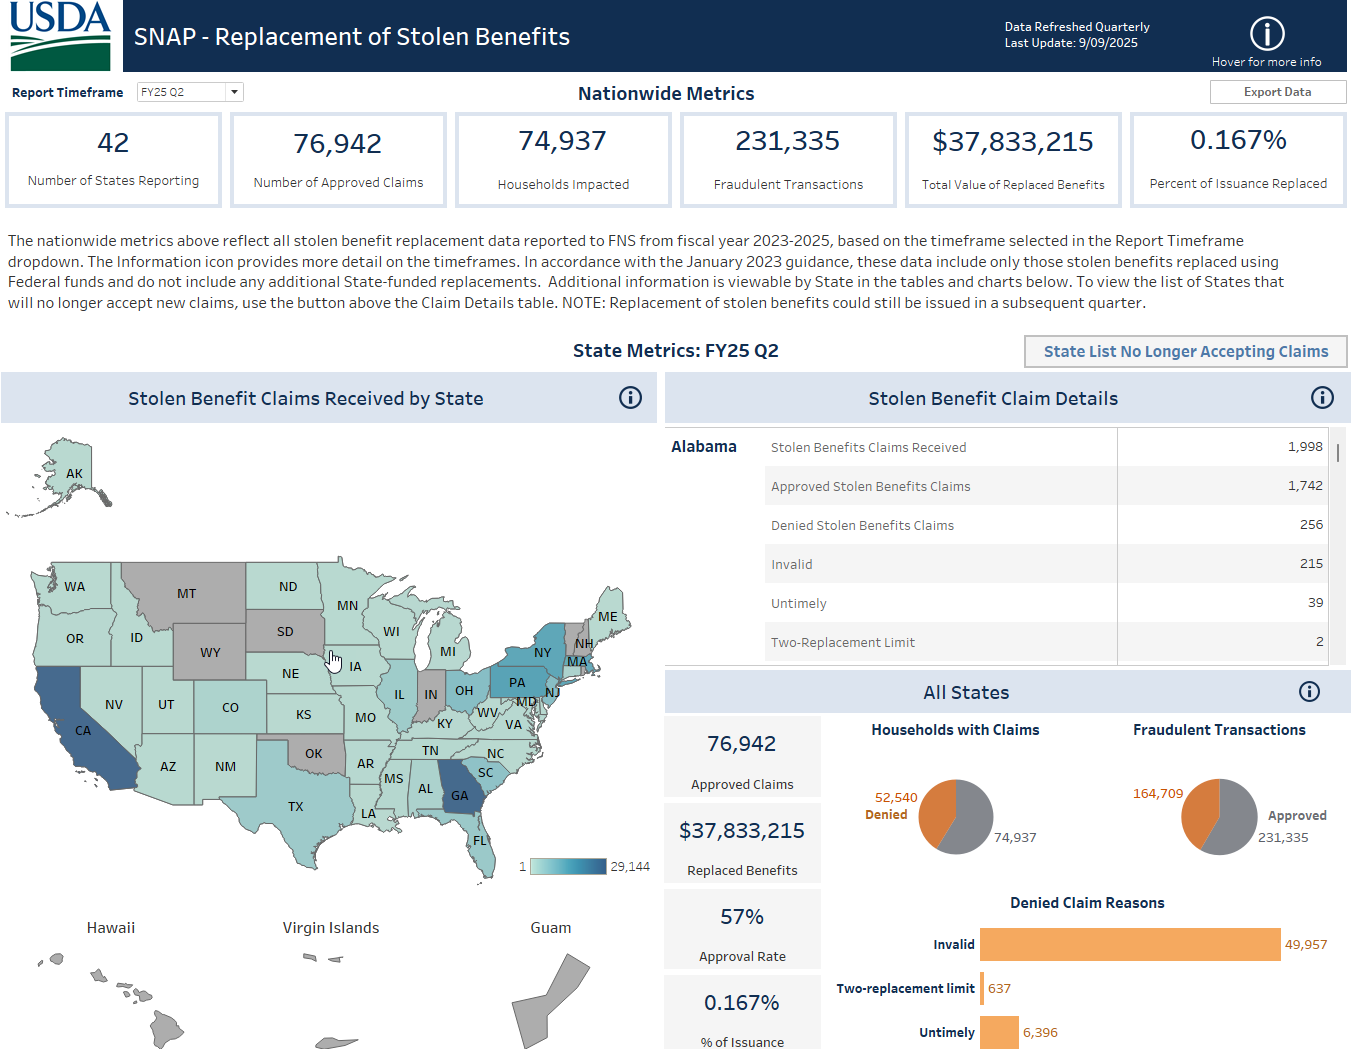 USDA
SNAP - Replacement of Stolen Benefits
Data Refreshed Quarterly
Last Update: 9/09/2025
Hover for more info
Report Timeframe
FY25 Q2
Nationwide Metrics
Export Data
42
Number of States Reporting
76,942
Number of Approved Claims
74,937
Households Impacted
231,335
Fraudulent Transactions
$37,833,215
Total Value of Replaced Benefits
0.167%
Percent of Issuance Replaced
The nationwide metrics above reflect all stolen benefit replacement data reported to FNS from fiscal year 2023-2025, based on the timeframe selected in the Report Timeframe
dropdown. The Information icon provides more detail on the timeframes. In accordance with the January 2023 guidance, these data include only those stolen benefits replaced using
Federal funds and do not include any additional State-funded replacements. Additional information is viewable by State in the tables and charts below. To view the list of States that
will no longer accept new claims, use the button above the Claim Details table. NOTE: Replacement of stolen benefits could still be issued in a subsequent quarter.
State Metrics: FY25 Q2
State List No Longer Accepting Claims
Stolen Benefit Claims Received by State
AK
WA
MT
ND
MN
ME
OR
ID
SD
WI
NH
WY
MI
NY
MA
NE
IA
PA
NV
UT
CO
IL
IN
OH
NJ
MD
KS
MO
KY
WV
VA
CA
OK
TN
NC
AZ
NM
AR
MS
SC
AL
GA
TX
LA
FL
1
29,144
Hawaii
Virgin Islands
Guam
Stolen Benefit Claim Details
Alabama
Stolen Benefits Claims Received 1,998
Approved Stolen Benefits Claims 1,742
Denied Stolen Benefits Claims 256
Invalid 215
Untimely 39
Two-Replacement Limit 2
All States
76,942
Approved Claims
$37,833,215
Replaced Benefits
57%
Approval Rate
0.167%
% of Issuance
Households with Claims
52,540
Denied
74,937
Fraudulent Transactions
164,709
Approved
231,335
Denied Claim Reasons
Invalid 49,957
Two-replacement limit 637
Untimely 6,396